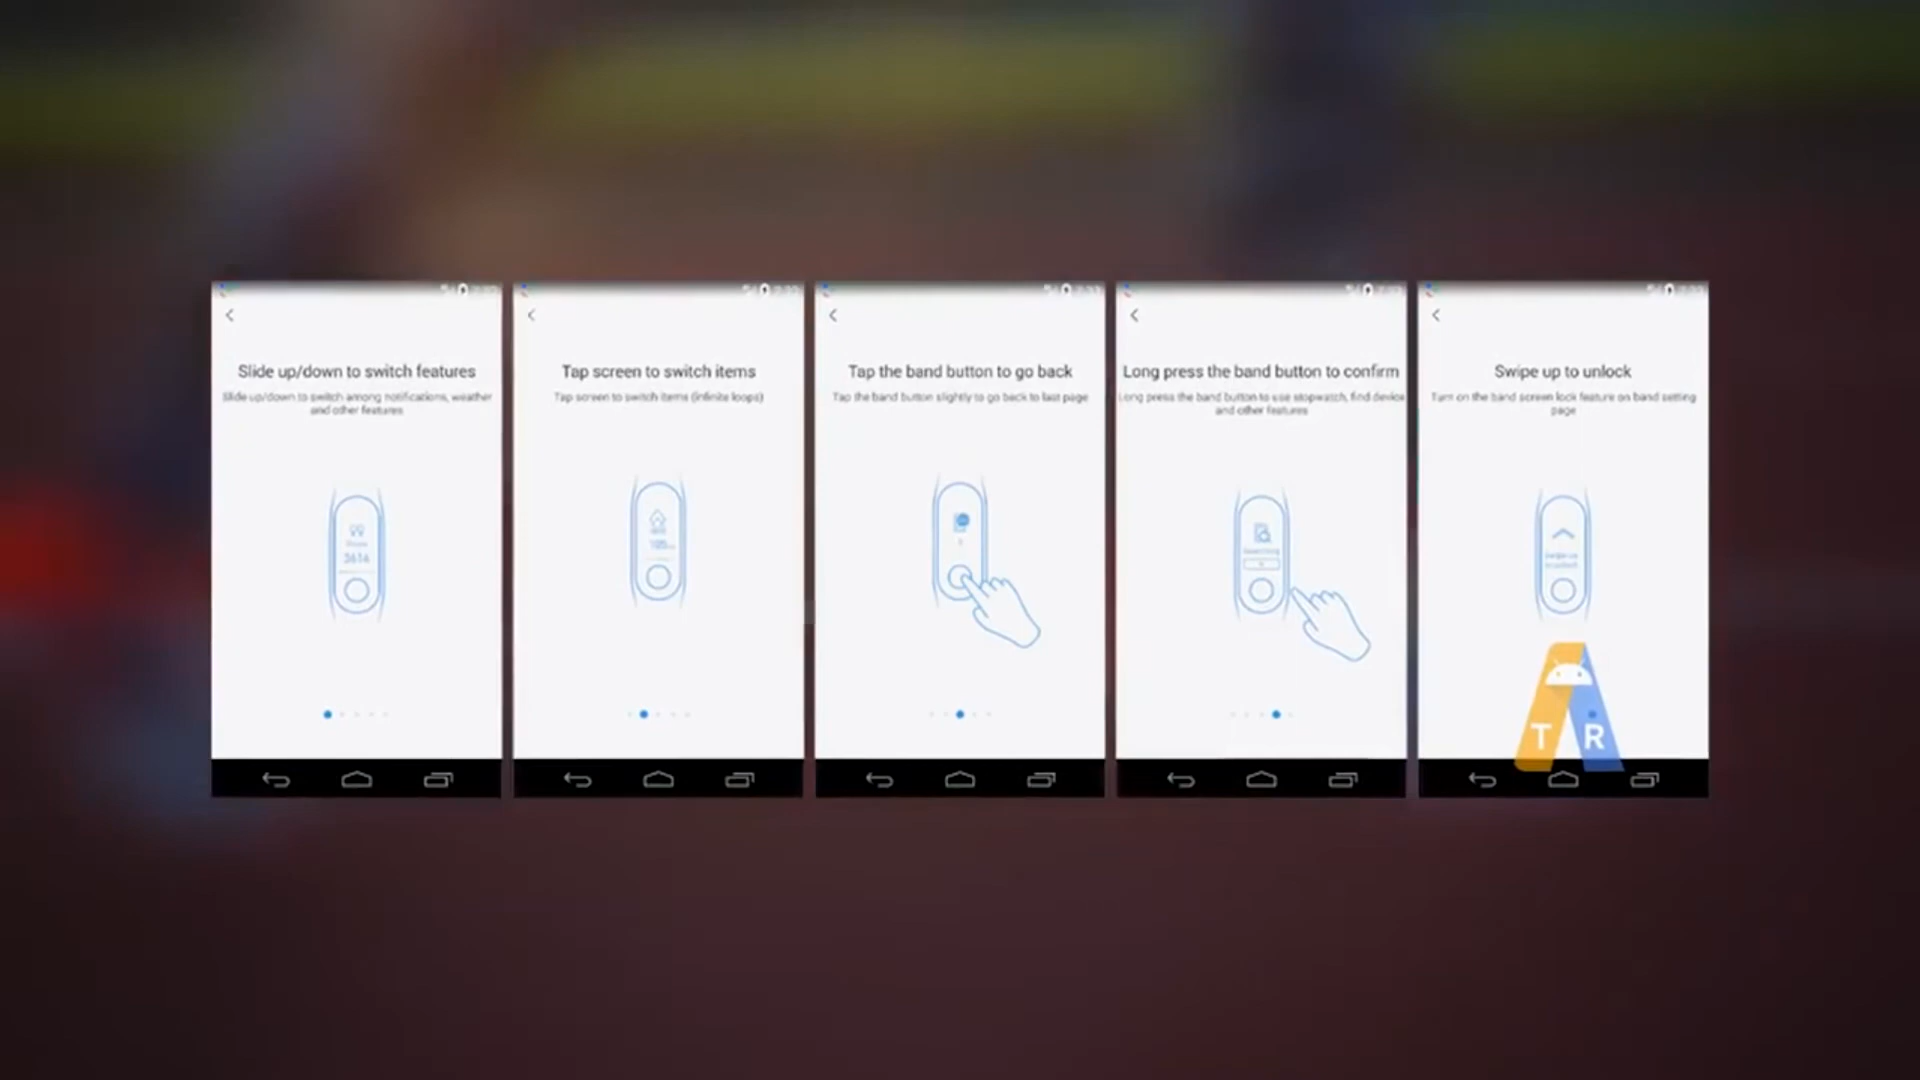 Slide up/down to switch features
Slide up/down to switch among notifications, weather
and other features
3616
Tap screen to switch items
Tap screen to switch items (infinite loops)
Tap the band button to go back
Tap the band button slightly to go back to last page
Long press the band button to confirm
Long press the band button to use stopwatch, find device
and other features
Swipe up to unlock
Turn on the band screen lock feature on band setting
page
T R